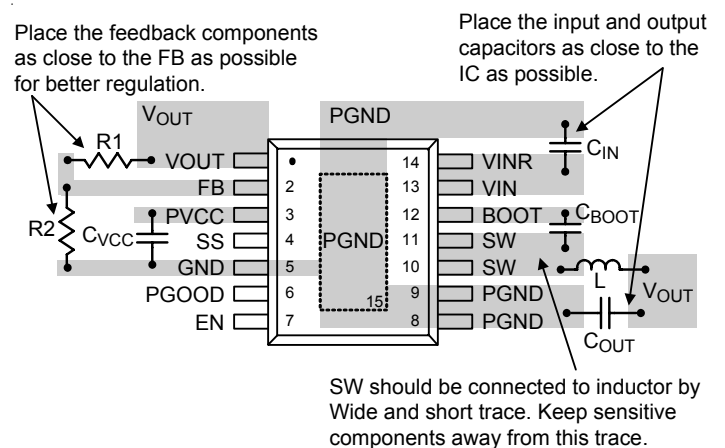 Place the feedback components
as close to the FB as possible
for better regulation.
Place the input and output
capacitors as close to the
IC as possible.
VOUT
PGND
R1
CIN
VOUT
14
VINR
FB
2
13
VIN
R2
CVCC
PVCC
3
12
BOOT
CBOOT
SS
4
PGND
11
SW
GND
5
10
SW
L
VOUT
PGOOD
6
15
9
PGND
EN
7
8
PGND
COUT
SW should be connected to inductor by
Wide and short trace. Keep sensitive
components away from this trace.